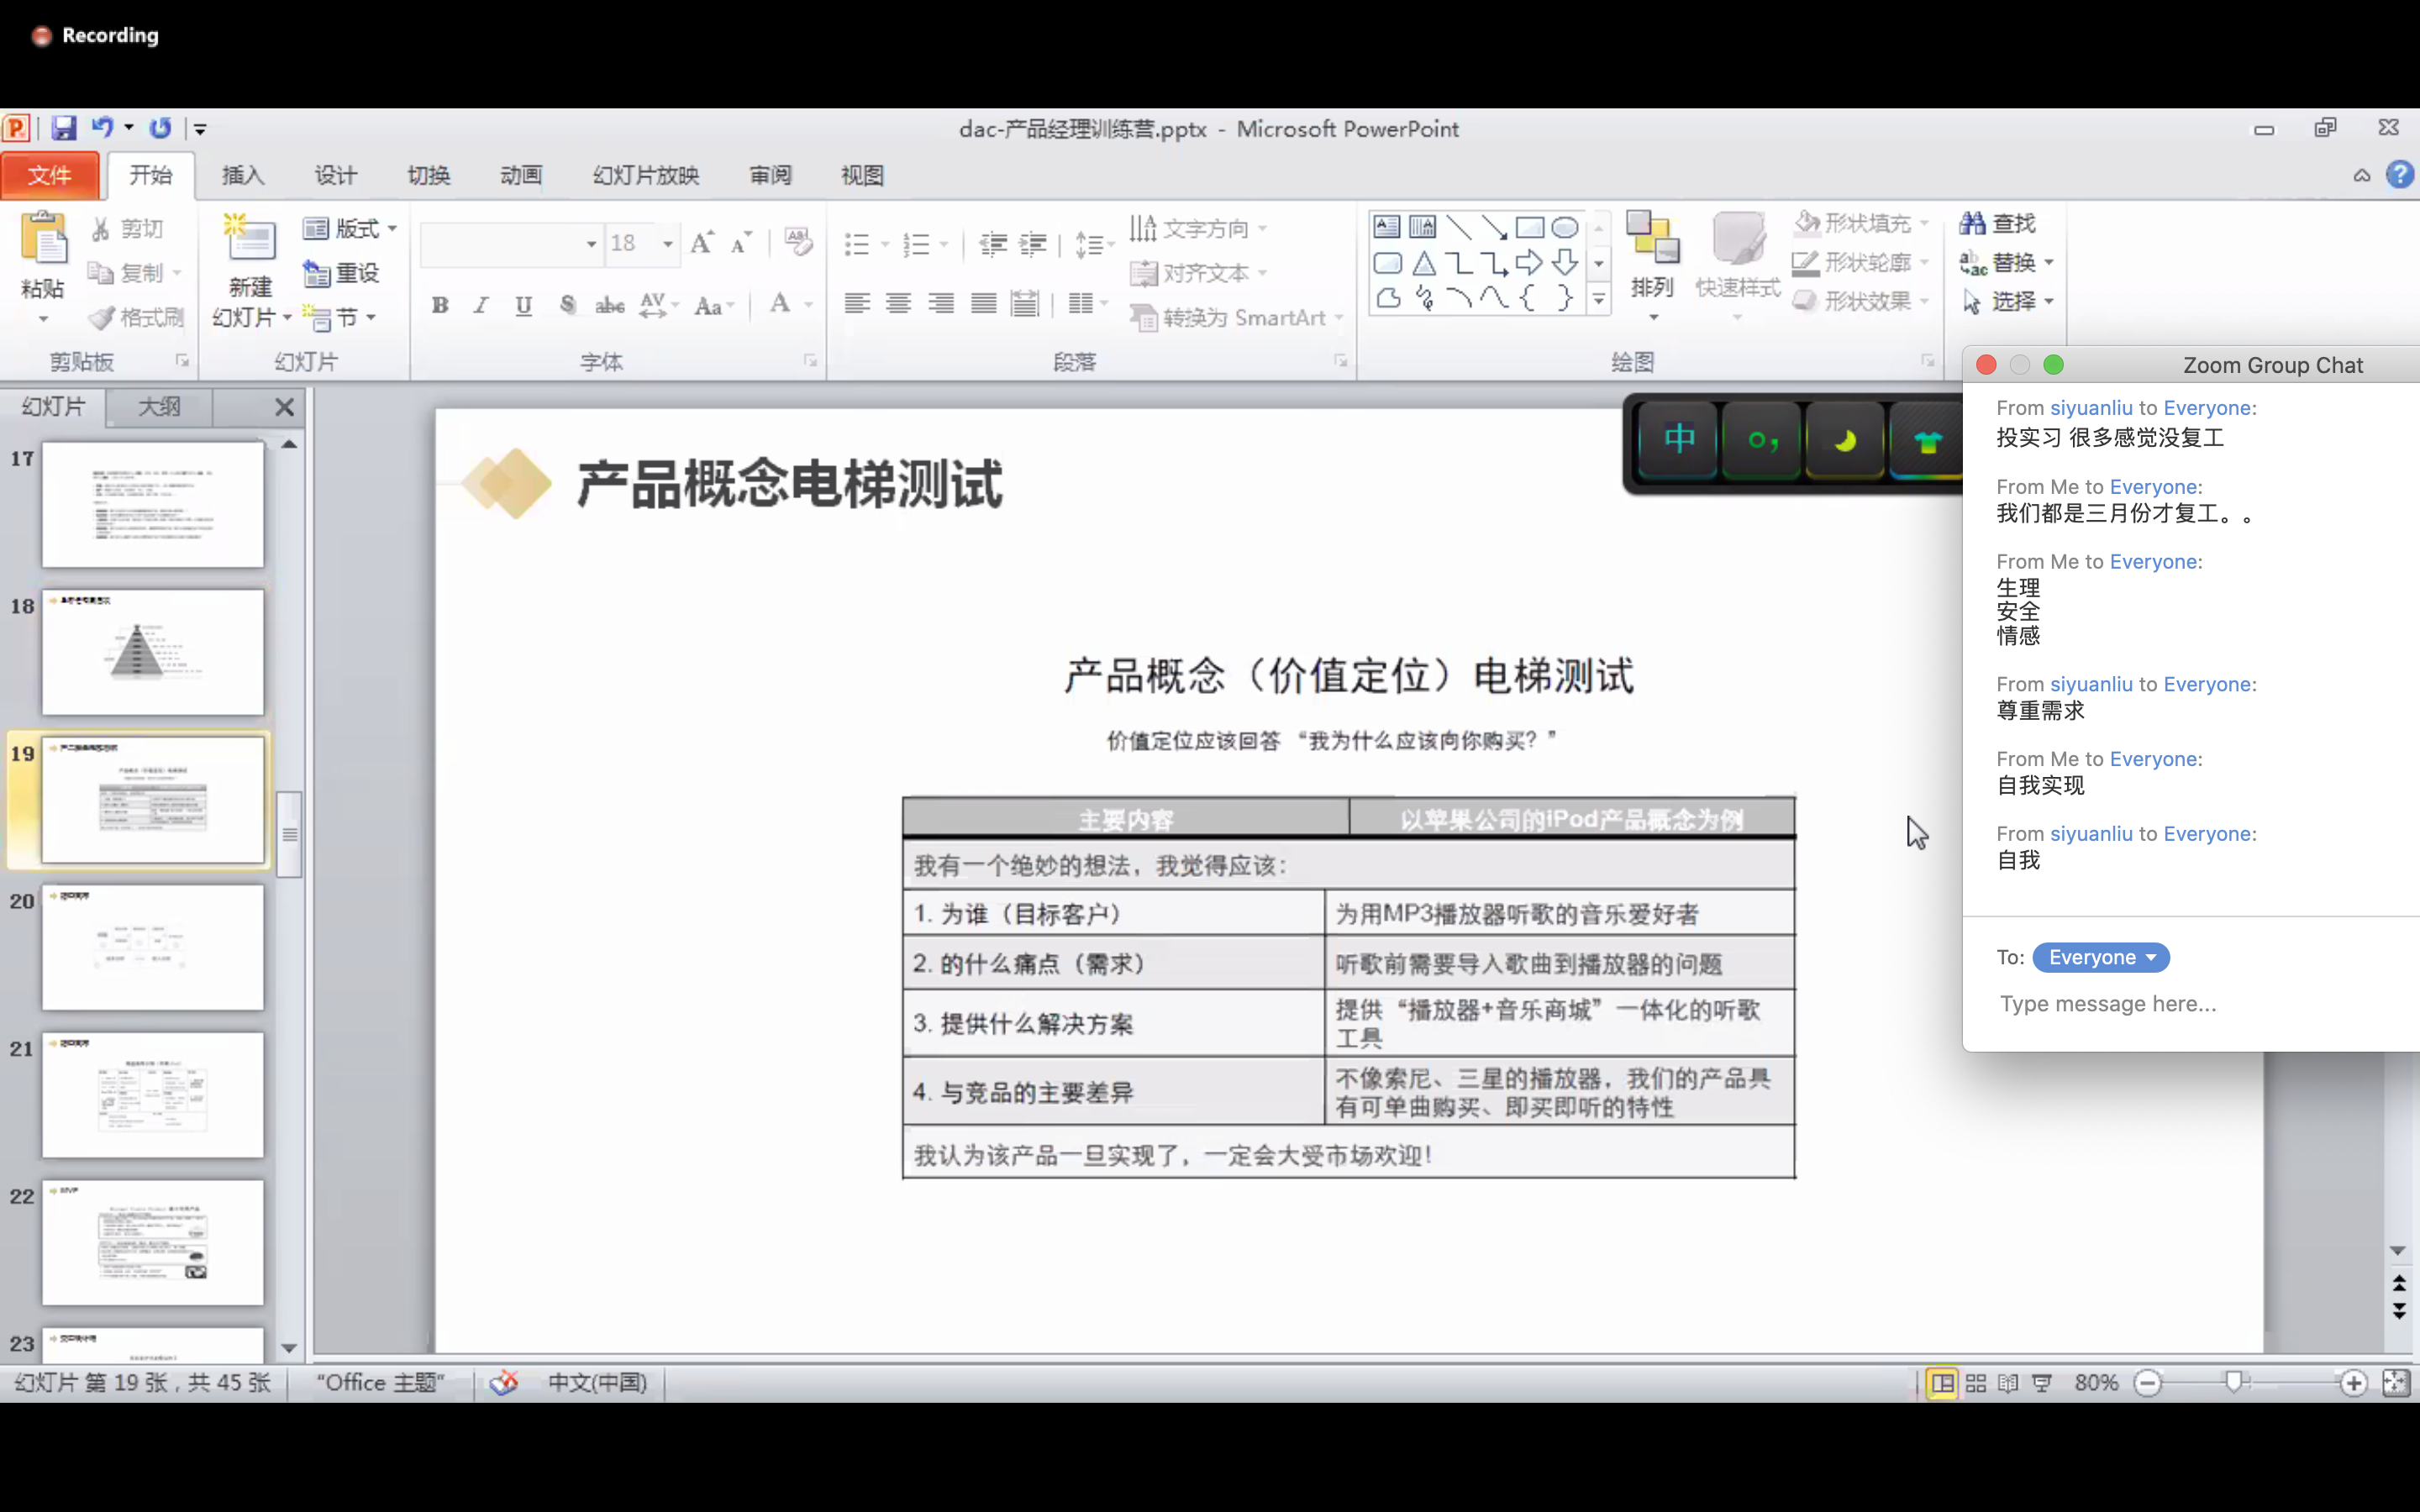 Recording
dac-产品经理训练营.pptx - Microsoft PowerPoint
文件 开始 插入 设计 切换 动画 幻灯片放映 审阅 视图
粘贴
剪切
复制
格式刷
剪贴板
新建
幻灯片
版式
重设
节
幻灯片
18
字体
文字方向
对齐文本
转换为 SmartArt
段落
排列
快速样式
形状填充
形状轮廓
形状效果
绘图
查找
替换
选择
幻灯片 大纲
17
18
19
20
21
22
23
产品概念电梯测试
中
产品概念（价值定位）电梯测试
价值定位应该回答 “我为什么应该向你购买？”
主要内容 以苹果公司的iPod产品概念为例
我有一个绝妙的想法，我觉得应该：
1. 为谁（目标客户） 为用MP3播放器听歌的音乐爱好者
2. 的什么痛点（需求） 听歌前需要导入歌曲到播放器的问题
3. 提供什么解决方案 提供“播放器+音乐商城”一体化的听歌
工具
4. 与竞品的主要差异 不像索尼、三星的播放器，我们的产品具
有可单曲购买、即买即听的特性
我认为该产品一旦实现了，一定会大受市场欢迎！
Zoom Group Chat
From siyuanliu to Everyone:
投实习 很多感觉没复工
From Me to Everyone:
我们都是三月份才复工。。
From Me to Everyone:
生理
安全
情感
From siyuanliu to Everyone:
尊重需求
From Me to Everyone:
自我实现
From siyuanliu to Everyone:
自我
To: Everyone
Type message here...
幻灯片 第 19 张，共 45 张 “Office 主题” 中文(中国) 80%